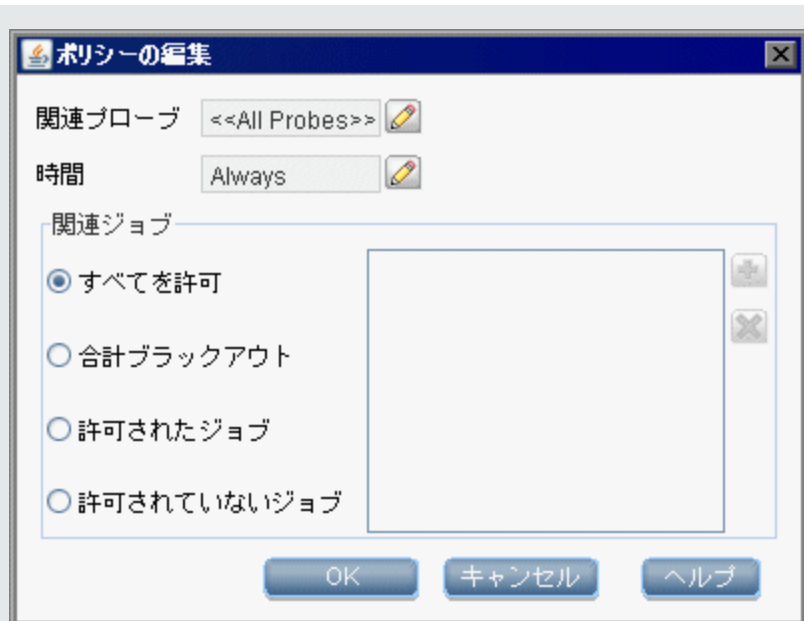 ポリシーの編集
関連プローブ <<All Probes>>
時間 Always
関連ジョブ
すべてを許可
合計ブラックアウト
許可されたジョブ
許可されていないジョブ
OK キャンセル ヘルプ